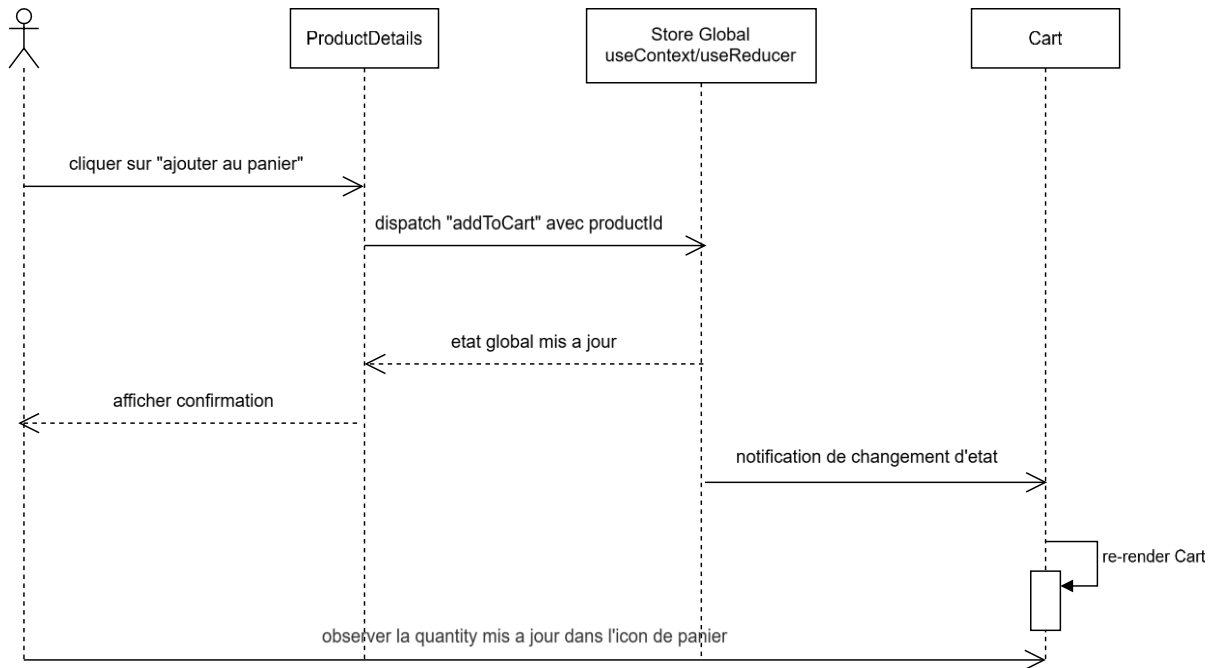 ProductDetails
Store Global
useContext/useReducer
Cart
cliquer sur "ajouter au panier"
dispatch "addToCart" avec productId
etat global mis a jour
afficher confirmation
notification de changement d'etat
re-render Cart
observer la quantity mis a jour dans l'icon de panier